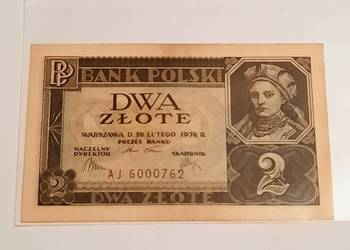 BP
BANK POLSKI
DWA
ZŁOTE
WARSZAWA D. 26 LUTEGO 1936 R.
PREZES BANKU
NACZELNY
DYREKTOR
SKARBNIK
AJ 6000762
2
2
DWA ZŁOTE